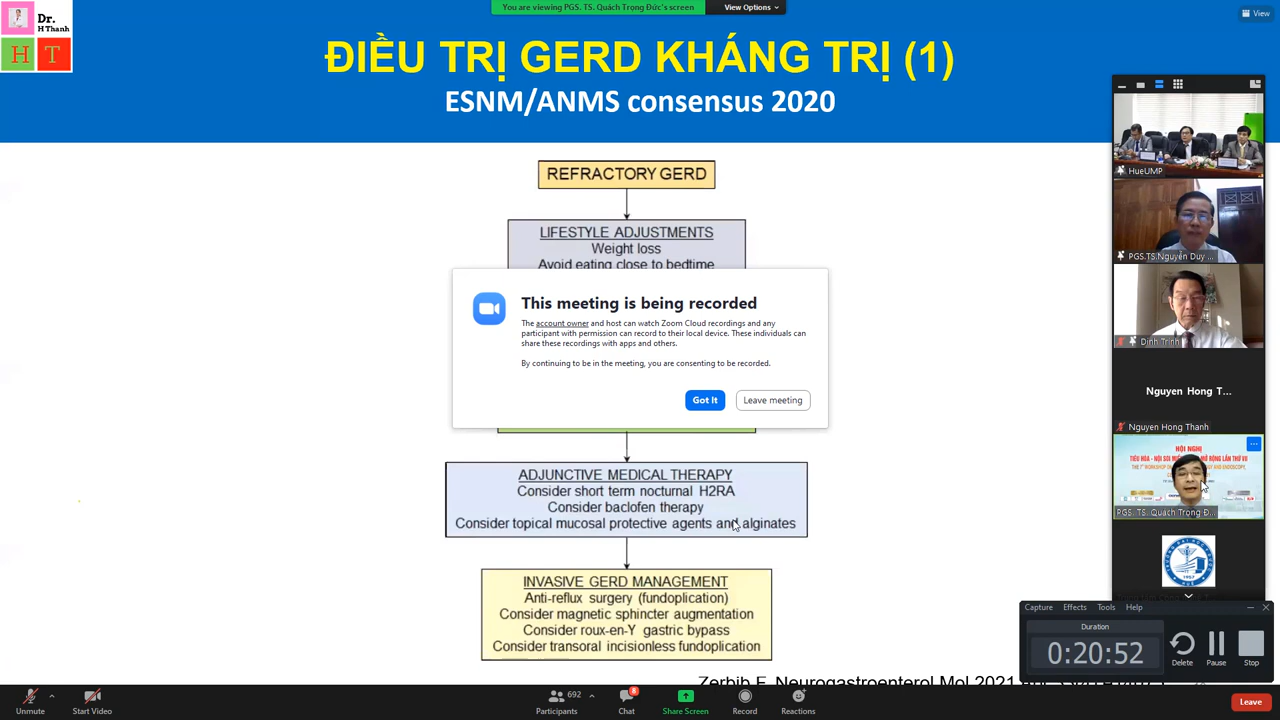 Dr.
H Thanh
H T
You are viewing PGS. TS. Quách Trọng Đức's screen
View Options
View
ĐIỀU TRỊ GERD KHÁNG TRỊ (1)
ESNM/ANMS consensus 2020
REFRACTORY GERD
LIFESTYLE ADJUSTMENTS
Weight loss
Avoid eating close to bedtime
This meeting is being recorded
The account owner and host can watch Zoom Cloud recordings and any
participant with permission can record to their local device. These individuals can
share these recordings with apps and others.
By continuing to be in the meeting, you are consenting to be recorded.
Got It
Leave meeting
ADJUNCTIVE MEDICAL THERAPY
Consider short term nocturnal H2RA
Consider baclofen therapy
Consider topical mucosal protective agents and alginates
INVASIVE GERD MANAGEMENT
Anti-reflux surgery (fundoplication)
Consider magnetic sphincter augmentation
Consider roux-en-Y gastric bypass
Consider transoral incisionless fundoplication
Zerbib F, Neurogastroenterol Mol 2021
HueUMP
PGS.TS.Nguyễn Duy ...
Dinh Trinh
Nguyen Hong T...
Nguyen Hong Thanh
HỘI NGHỊ
PGS. TS. Quách Trọng Đ...
1957
Capture
Effects
Tools
Help
Duration
0:20:52
Delete
Pause
Stop
Unmute
Start Video
692
Participants
8
Chat
Share Screen
Record
Reactions
Leave